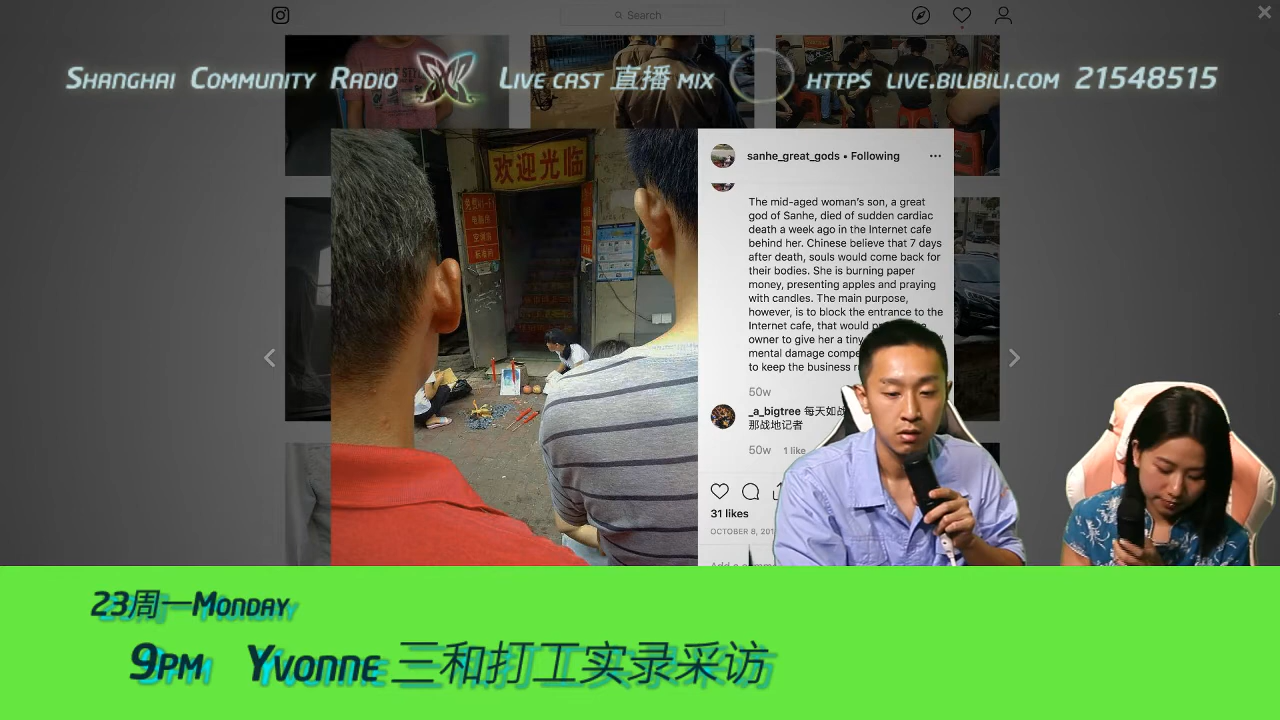 Search
Shanghai Community Radio Live cast 直播 mix https live.bilibili.com 21548515
sanhe_great_gods • Following
The mid-aged woman's son, a great
god of Sanhe, died of sudden cardiac
death a week ago in the Internet cafe
behind her. Chinese believe that 7 days
after death, souls would come back for
their bodies. She is burning paper
money, presenting apples and praying
with candles. The main purpose,
however, is to block the entrance to the
Internet cafe, that would
owner to give her a tiny
mental damage
to keep the business
50w
_a_bigtree 每天如战
那战地记者
50w 1 like
31 likes
OCTOBER 8,
欢迎光临
23周一Monday
9PM Yvonne 三和打工实录采访